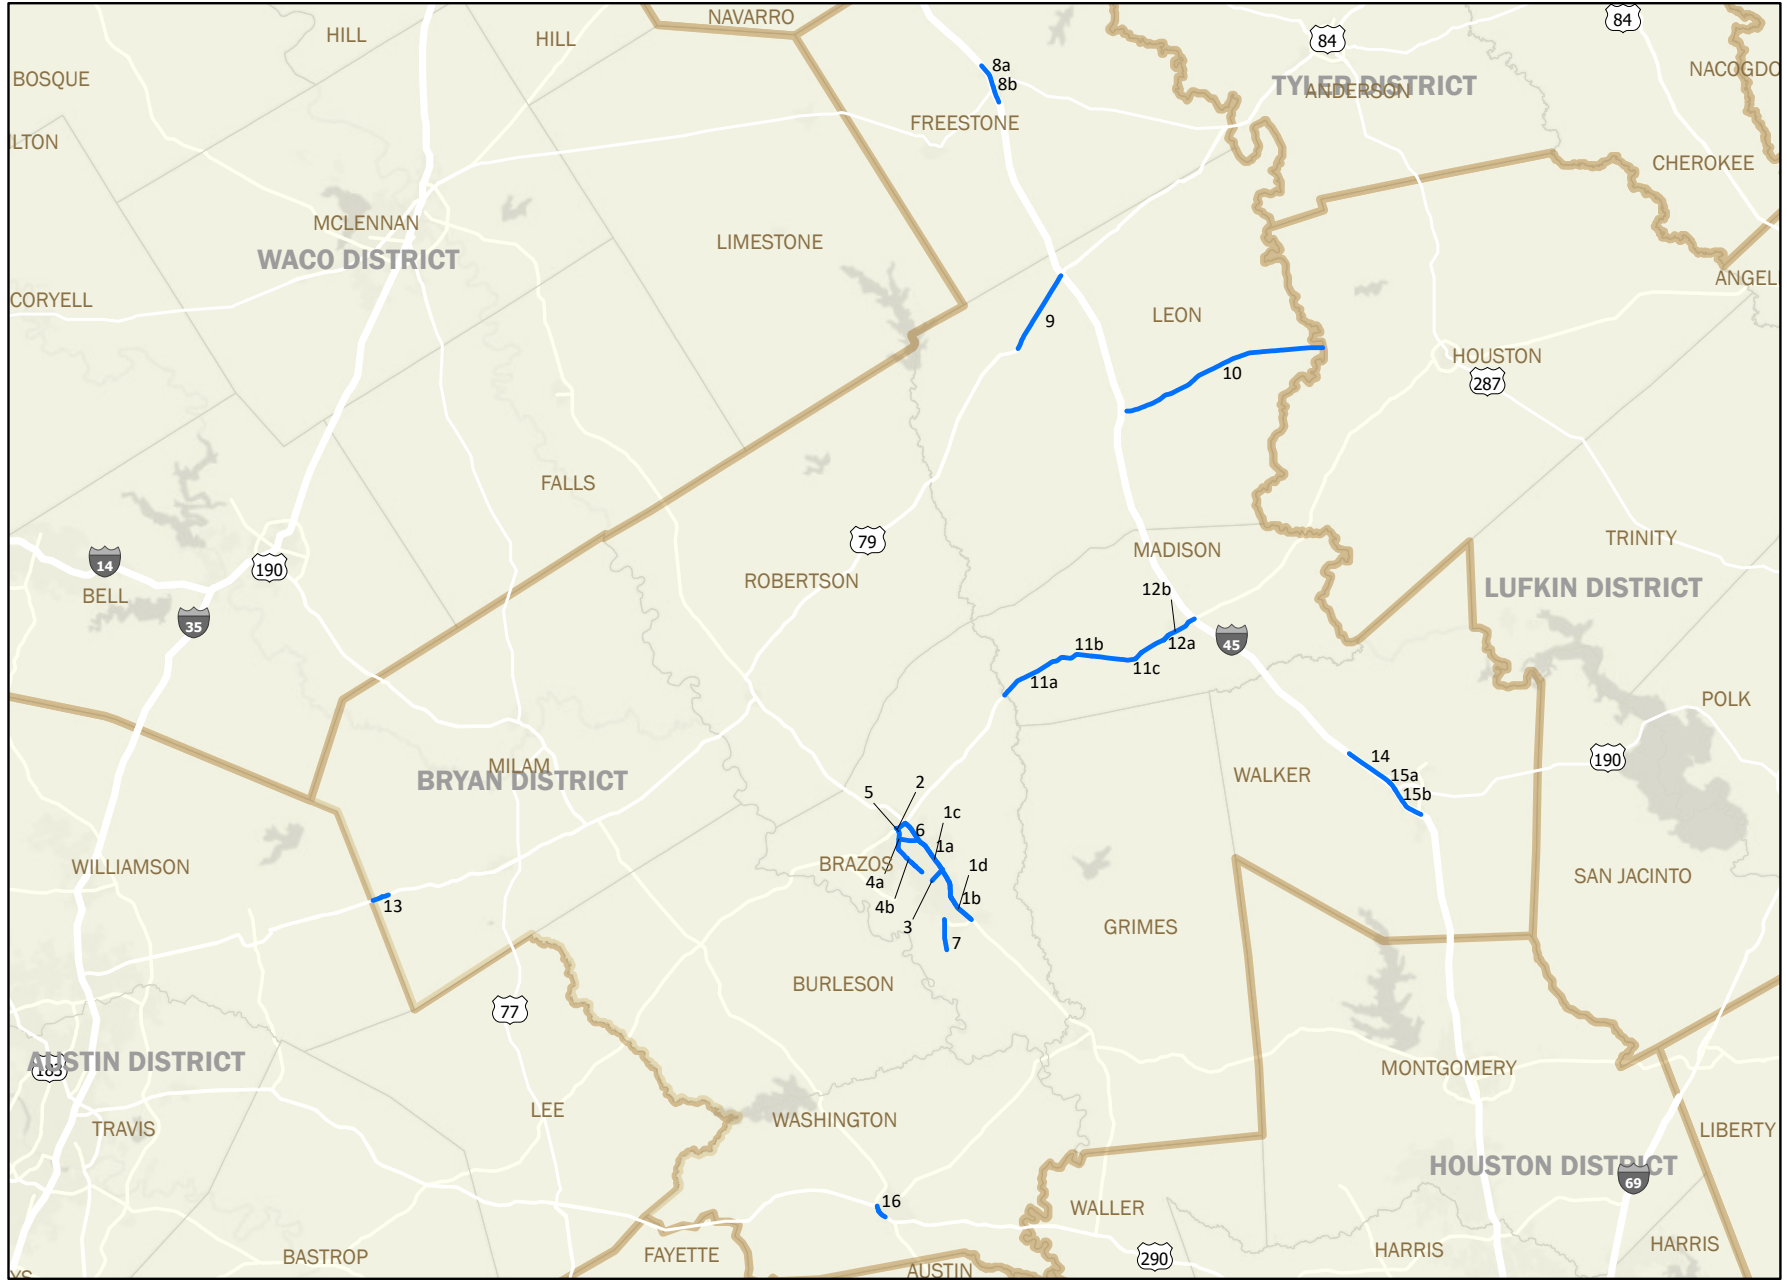 NAVARRO
84
HILL
HILL
84
BOSQUE
8a
8b
NACOGDO
TYLER DISTRICT
ANDERSON
FREESTONE
LTON
CHEROKEE
MCLENNAN
LIMESTONE
WACO DISTRICT
ANGEL
CORYELL
LEON
9
HOUSTON
10
287
FALLS
79
TRINITY
MADISON
14
190
ROBERTSON
LUFKIN DISTRICT
BELL
12b
35
45
11b
12a
11c
11a
POLK
14
190
MILAM
BRYAN DISTRICT
WALKER
15a
15b
5
2
1c
6
1a
BRAZOS
1d
WILLIAMSON
4a
SAN JACINTO
13
4b
1b
3
GRIMES
7
BURLESON
77
AUSTIN DISTRICT
183
MONTGOMERY
LEE
WASHINGTON
TRAVIS
LIBERTY
HOUSTON DISTRICT
69
16
WALLER
BASTROP
FAYETTE
290
HARRIS
HARRIS
AUSTIN
YS